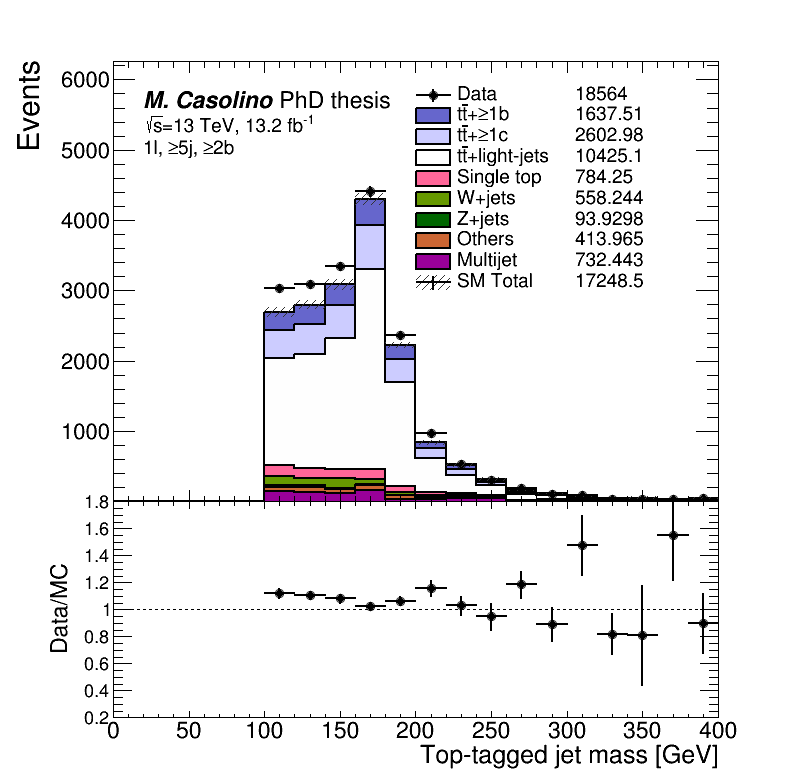 Events
6000
5000
4000
3000
2000
1000
M. Casolino PhD thesis
√s=13 TeV, 13.2 fb⁻¹
1l, ≥5j, ≥2b
Data 18564
tt̄+≥1b 1637.51
tt̄+≥1c 2602.98
tt̄+light-jets 10425.1
Single top 784.25
W+jets 558.244
Z+jets 93.9298
Others 413.965
Multijet 732.443
SM Total 17248.5
Data/MC
1.8
1.6
1.4
1.2
1
0.8
0.6
0.4
0.2
0 50 100 150 200 250 300 350 400
Top-tagged jet mass [GeV]